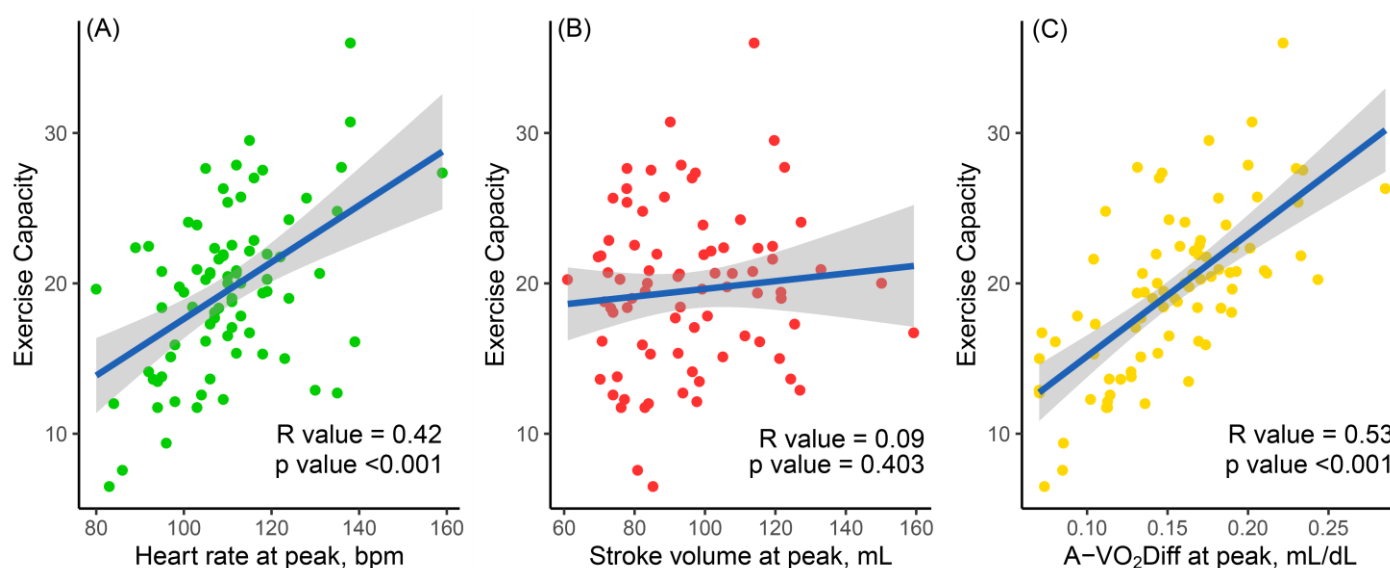 (A)
Exercise Capacity
30
20
10
R value = 0.42
p value <0.001
80 100 120 140 160
Heart rate at peak, bpm
(B)
Exercise Capacity
30
20
10
R value = 0.09
p value = 0.403
60 80 100 120 140 160
Stroke volume at peak, mL
(C)
Exercise Capacity
30
20
10
R value = 0.53
p value <0.001
0.10 0.15 0.20 0.25
A−VO₂Diff at peak, mL/dL